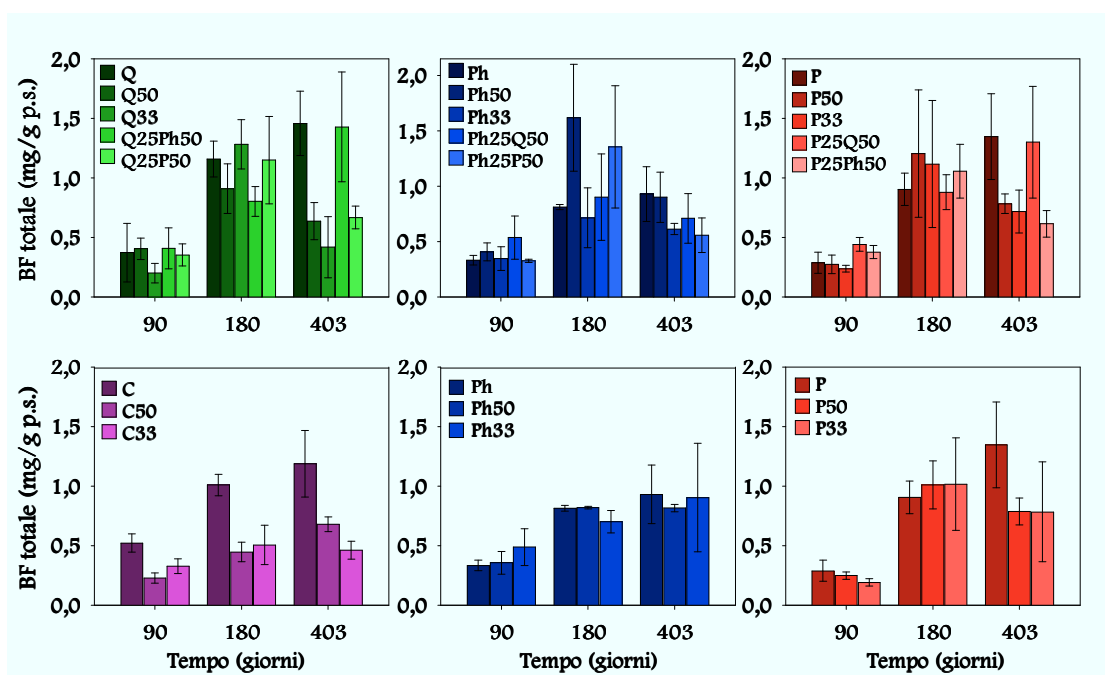 BF totale (mg/g p.s.)
2,0
1,5
1,0
0,5
0,0
Q
Q50
Q33
Q25Ph50
Q25P50
90 180 403
2,0
1,5
1,0
0,5
0,0
Ph
Ph50
Ph33
Ph25Q50
Ph25P50
90 180 403
2,0
1,5
1,0
0,5
0,0
P
P50
P33
P25Q50
P25Ph50
90 180 403
BF totale (mg/g p.s.)
2,0
1,5
1,0
0,5
0,0
C
C50
C33
90 180 403
Tempo (giorni)
2,0
1,5
1,0
0,5
0,0
Ph
Ph50
Ph33
90 180 403
Tempo (giorni)
2,0
1,5
1,0
0,5
0,0
P
P50
P33
90 180 403
Tempo (giorni)